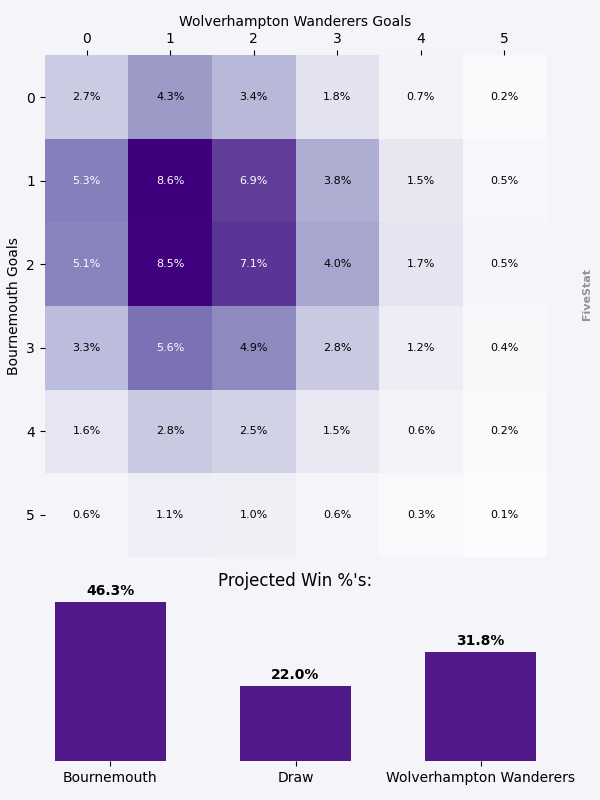 Wolverhampton Wanderers Goals
0 1 2 3 4 5
0 2.7% 4.3% 3.4% 1.8% 0.7% 0.2%
1 5.3% 8.6% 6.9% 3.8% 1.5% 0.5%
2 5.1% 8.5% 7.1% 4.0% 1.7% 0.5%
3 3.3% 5.6% 4.9% 2.8% 1.2% 0.4%
4 1.6% 2.8% 2.5% 1.5% 0.6% 0.2%
5 0.6% 1.1% 1.0% 0.6% 0.3% 0.1%
Bournemouth Goals
FiveStat
Projected Win %'s:
46.3% 22.0% 31.8%
Bournemouth Draw Wolverhampton Wanderers